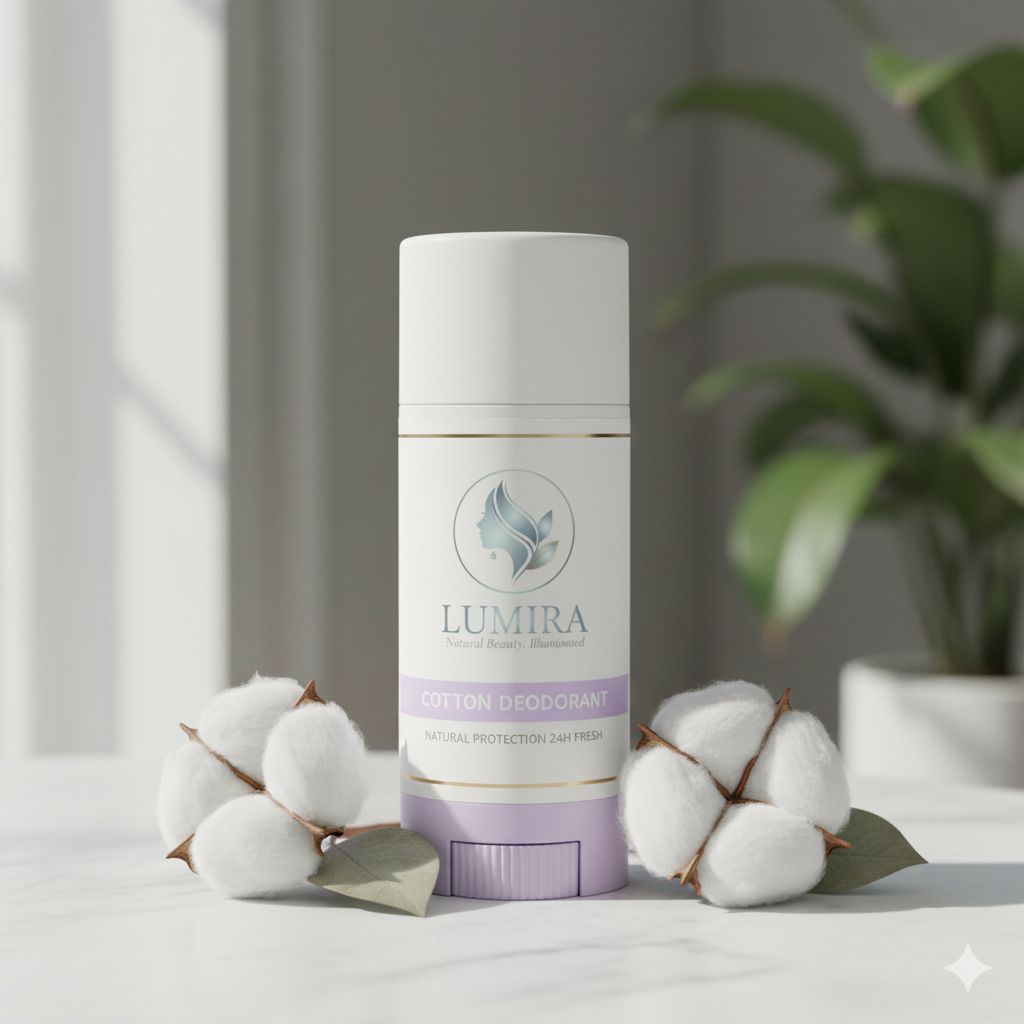 LUMIRA
Natural Beauty, Illuminated
COTTON DEODORANT
NATURAL PROTECTION 24H FRESH